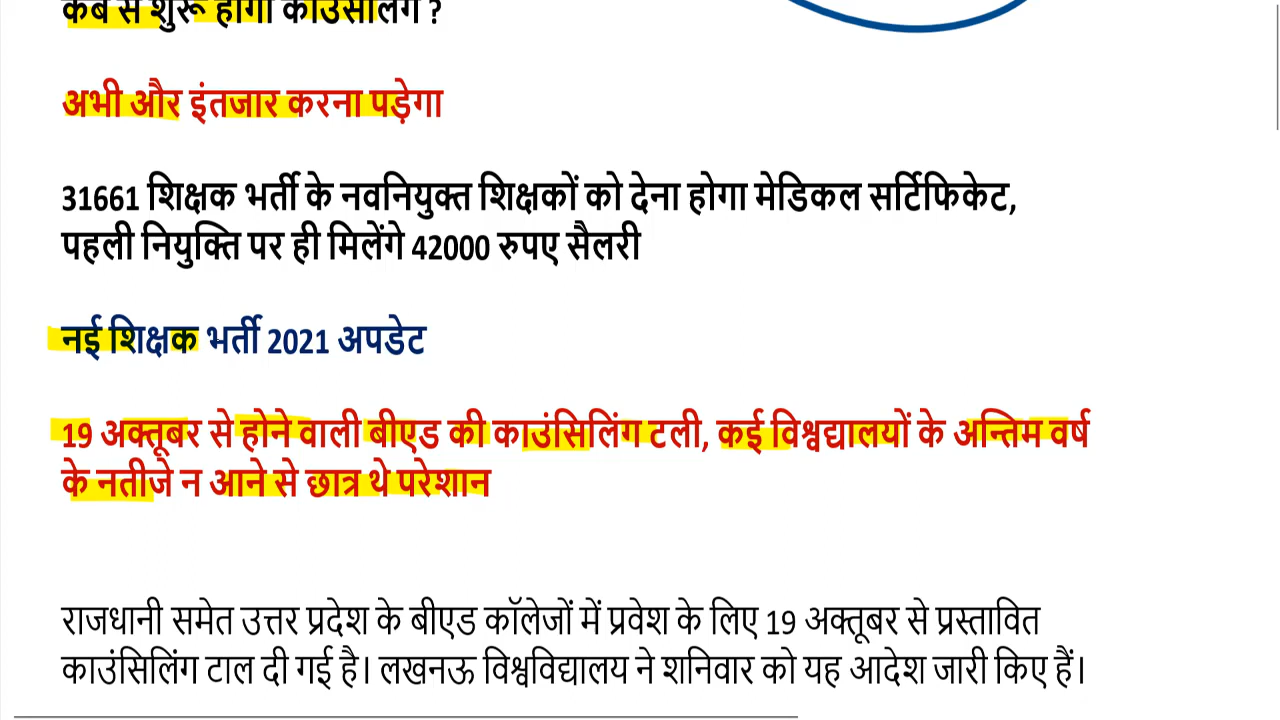 कब से शुरू होगी काउंसलिंग ?
अभी और इंतजार करना पड़ेगा
31661 शिक्षक भर्ती के नवनियुक्त शिक्षकों को देना होगा मेडिकल सर्टिफिकेट,
पहली नियुक्ति पर ही मिलेंगे 42000 रुपए सैलरी
नई शिक्षक भर्ती 2021 अपडेट
19 अक्तूबर से होने वाली बीएड की काउंसिलिंग टली, कई विश्वद्यालयों के अन्तिम वर्ष
के नतीजे न आने से छात्र थे परेशान
राजधानी समेत उत्तर प्रदेश के बीएड कॉलेजों में प्रवेश के लिए 19 अक्तूबर से प्रस्तावित
काउंसिलिंग टाल दी गई है। लखनऊ विश्वविद्यालय ने शनिवार को यह आदेश जारी किए हैं।